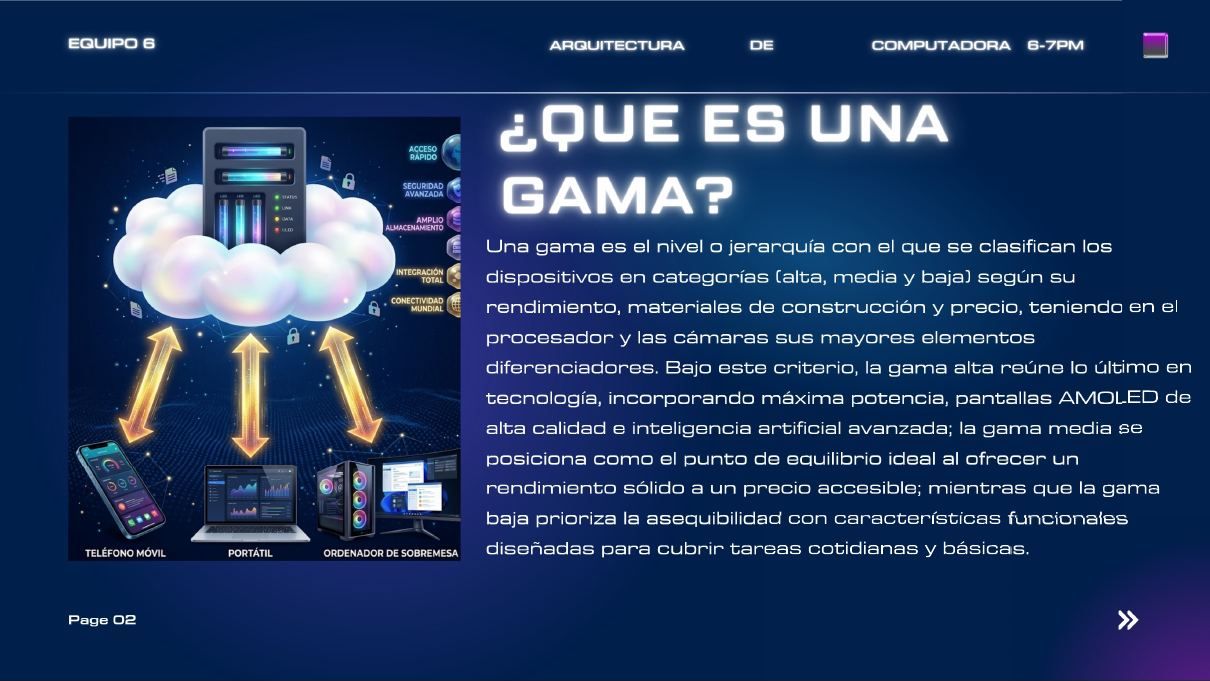 EQUIPO 6
ARQUITECTURA DE COMPUTADORA 6-7PM
¿QUE ES UNA
GAMA?
Una gama es el nivel o jerarquía con el que se clasifican los
dispositivos en categorías (alta, media y baja) según su
rendimiento, materiales de construcción y precio, teniendo en el
procesador y las cámaras sus mayores elementos
diferenciadores. Bajo este criterio, la gama alta reúne lo último en
tecnología, incorporando máxima potencia, pantallas AMOLED de
alta calidad e inteligencia artificial avanzada; la gama media se
posiciona como el punto de equilibrio ideal al ofrecer un
rendimiento sólido a un precio accesible; mientras que la gama
baja prioriza la asequibilidad con características funcionales
diseñadas para cubrir tareas cotidianas y básicas.
ACCESO
RÁPIDO
SEGURIDAD
AVANZADA
AMPLIO
ALMACENAMIENTO
INTEGRACIÓN
TOTAL
CONECTIVIDAD
MUNDIAL
STATUS
LINK
DATA
TELÉFONO MÓVIL
PORTÁTIL
ORDENADOR DE SOBREMESA
Page 02